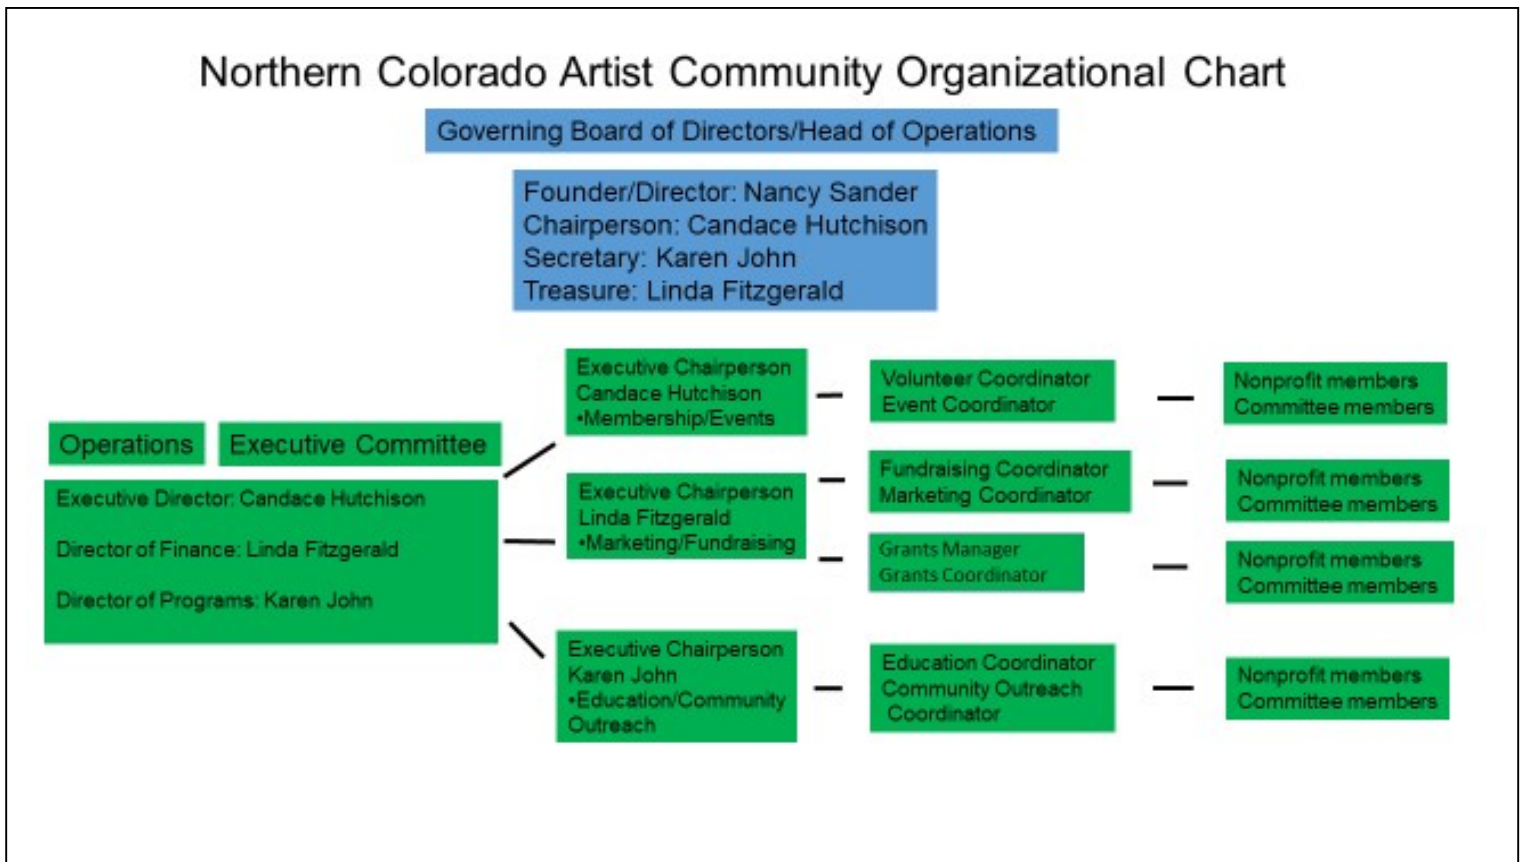 Northern Colorado Artist Community Organizational Chart
Governing Board of Directors/Head of Operations
Founder/Director: Nancy Sander
Chairperson: Candace Hutchison
Secretary: Karen John
Treasure: Linda Fitzgerald
Operations
Executive Committee
Executive Director: Candace Hutchison
Director of Finance: Linda Fitzgerald
Director of Programs: Karen John
Executive Chairperson
Candace Hutchison
•Membership/Events
Volunteer Coordinator
Event Coordinator
Nonprofit members
Committee members
Executive Chairperson
Linda Fitzgerald
•Marketing/Fundraising
Fundraising Coordinator
Marketing Coordinator
Nonprofit members
Committee members
Grants Manager
Grants Coordinator
Nonprofit members
Committee members
Executive Chairperson
Karen John
•Education/Community
Outreach
Education Coordinator
Community Outreach
Coordinator
Nonprofit members
Committee members